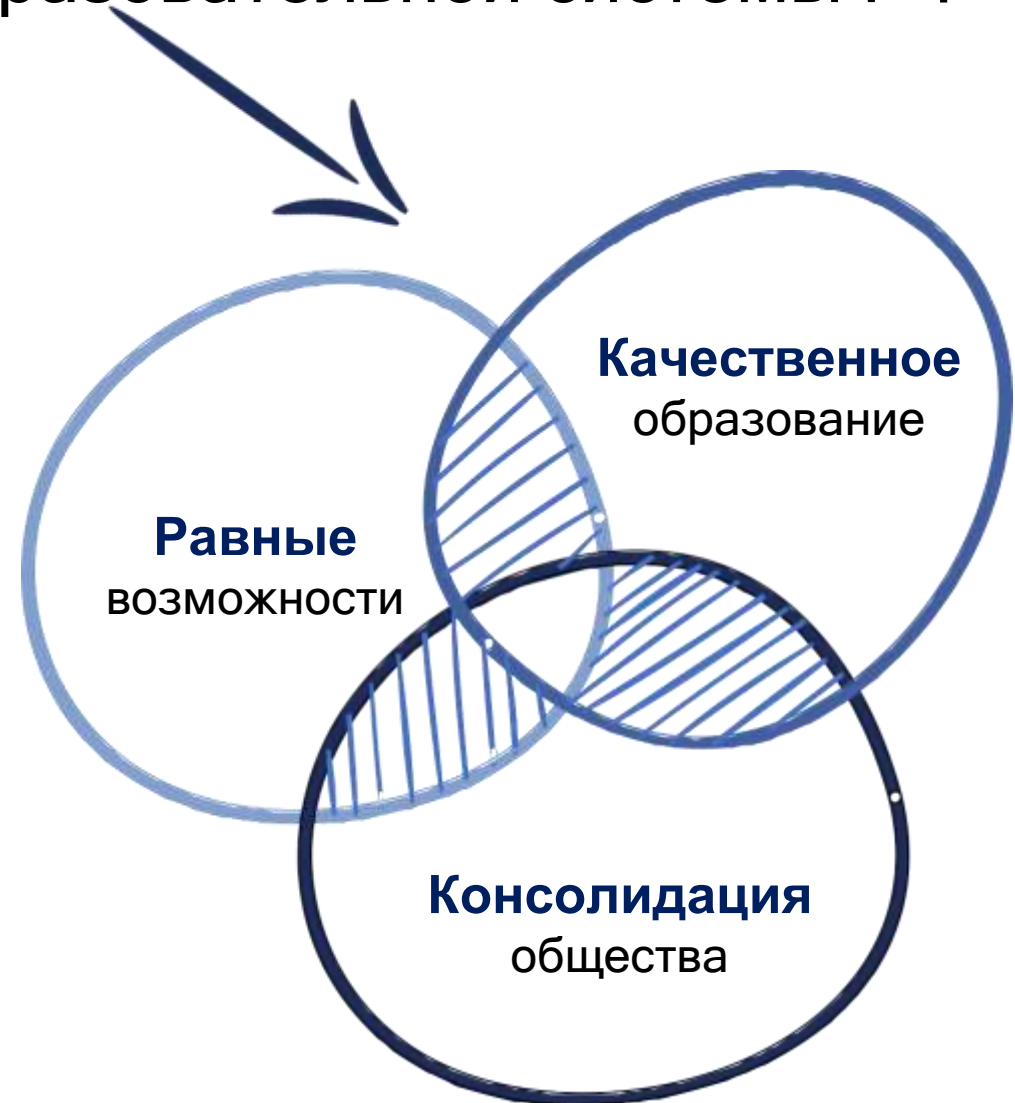 Качественное
образование
Равные
возможности
Консолидация
общества